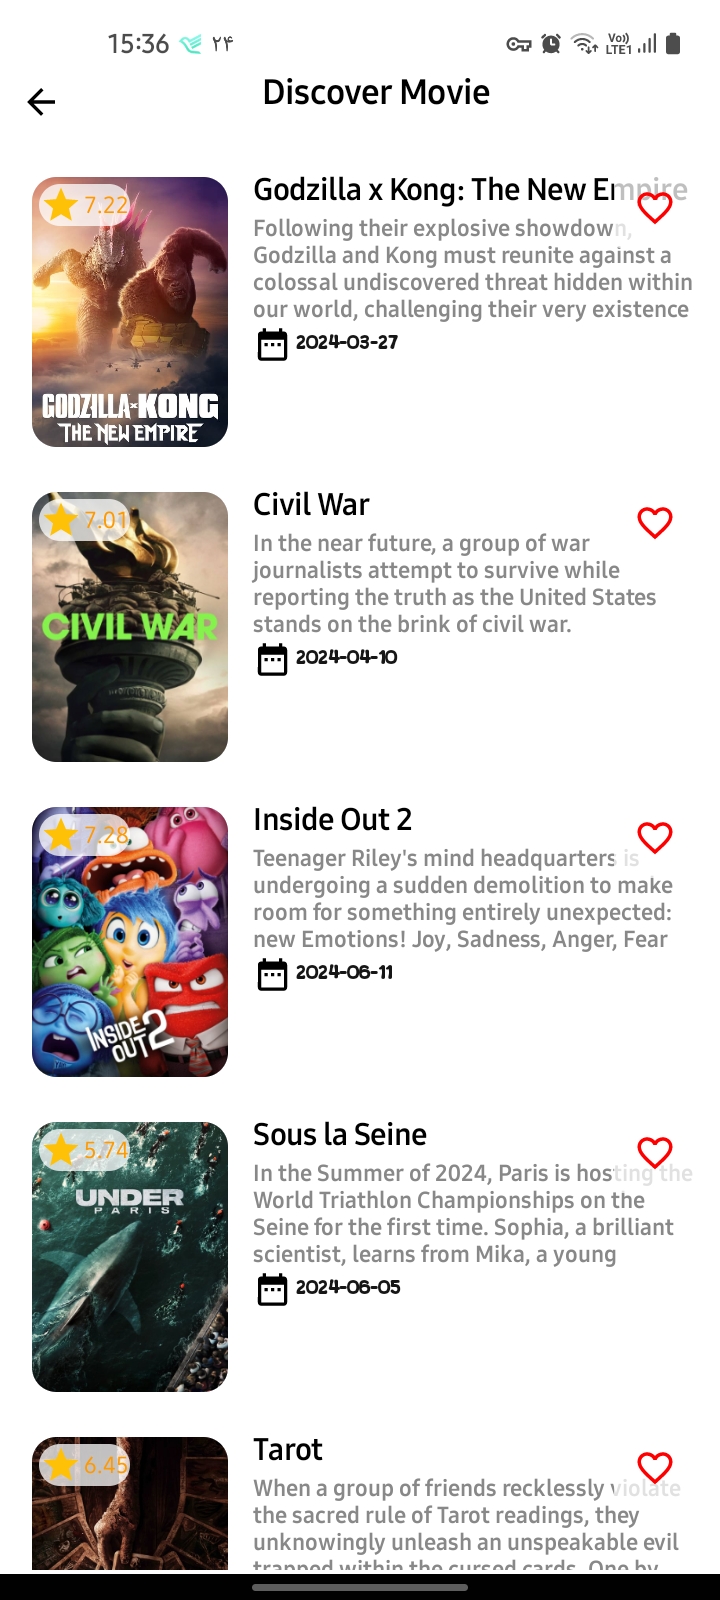 15:36 ۲۴ Vo)) LTE1
Discover Movie
7.22
GODZILLA x KONG
THE NEW EMPIRE
Godzilla x Kong: The New Empire
Following their explosive showdown,
Godzilla and Kong must reunite against a
colossal undiscovered threat hidden within
our world, challenging their very existence
2024-03-27
7.01
CIVIL WAR
Civil War
In the near future, a group of war
journalists attempt to survive while
reporting the truth as the United States
stands on the brink of civil war.
2024-04-10
7.28
INSIDE
OUT 2
Inside Out 2
Teenager Riley's mind headquarters is
undergoing a sudden demolition to make
room for something entirely unexpected:
new Emotions! Joy, Sadness, Anger, Fear
2024-06-11
5.74
UNDER
PARIS
Sous la Seine
In the Summer of 2024, Paris is hosting the
World Triathlon Championships on the
Seine for the first time. Sophia, a brilliant
scientist, learns from Mika, a young
2024-06-05
6.45
Tarot
When a group of friends recklessly violate
the sacred rule of Tarot readings, they
unknowingly unleash an unspeakable evil
trapped within the cursed cards. One by